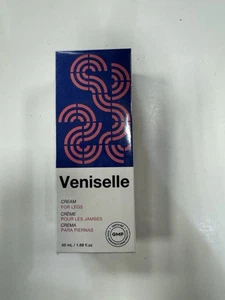 Veniselle
CREAM
FOR LEGS
CRÈME
POUR LES JAMBES
CREMA
PARA PIERNAS
GMP
50 mL / 1.69 fl.oz